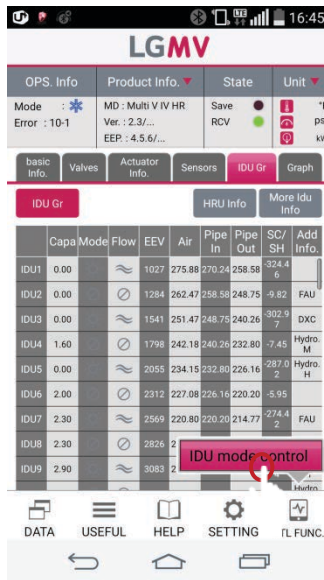 16:45
LGMV
OPS. Info Product Info. State Unit
Mode : MD : Multi V IV HR Save
Error : 10-1 Ver. : 2.3/... RCV ps
EEP. : 4.5.6/...
basic Info. Valves Actuator Info. Sensors IDU Gr Graph
IDU Gr HRU Info More Idu Info
Capa Mode Flow EEV Air Pipe In Pipe Out SC/SH Add Info.
IDU1 0.00 1027 275.88 270.24 258.58 -324.46
IDU2 0.00 1284 262.47 258.58 248.75 -9.82 FAU
IDU3 0.00 1541 251.47 248.75 240.26 -302.97 DXC
IDU4 1.60 1798 242.18 240.26 232.80 -7.45 Hydro. M
IDU5 0.00 2055 234.15 232.80 226.16 -287.02 Hydro. H
IDU6 2.00 2312 227.08 226.16 220.20 -5.95
IDU7 2.30 2569 220.80 220.20 214.77 -274.42 FAU
IDU8 2.30 2826 2
IDU9 2.90 3083 2
IDU mode control
Hydro.
DATA USEFUL HELP SETTING TL FUNC.